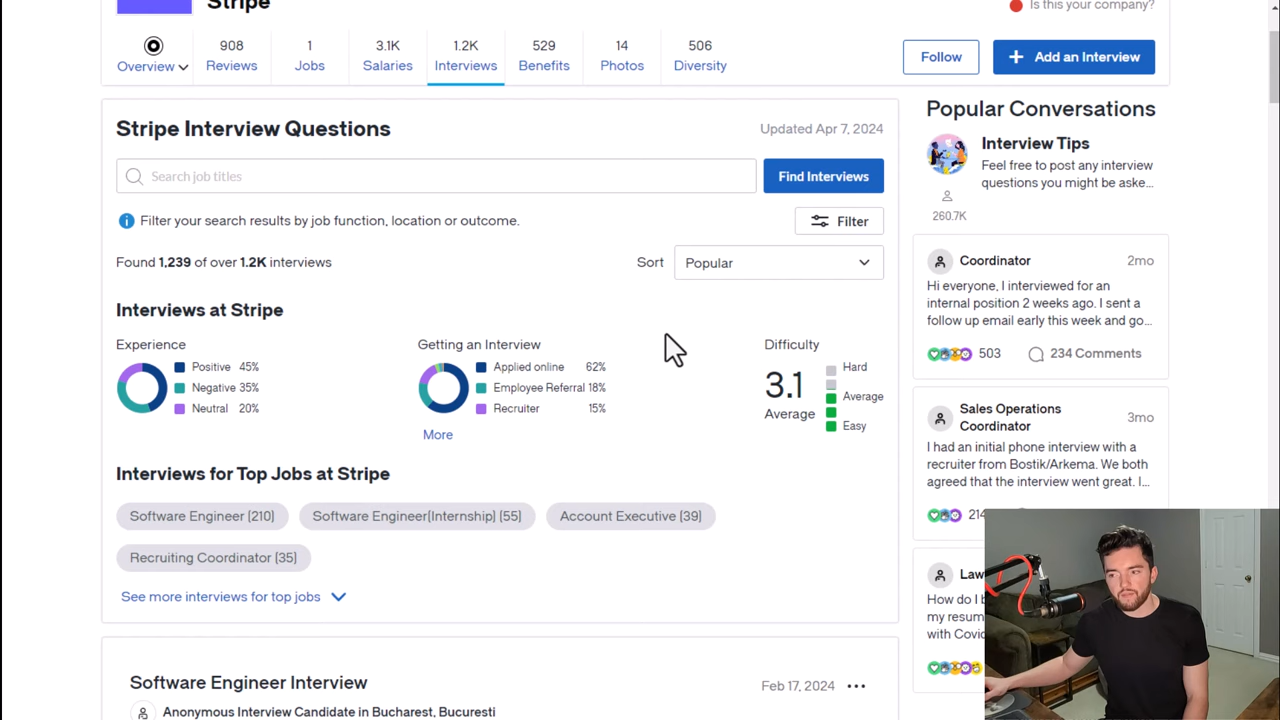 Stripe
Is this your company?
Overview
908
Reviews
1
Jobs
3.1K
Salaries
1.2K
Interviews
529
Benefits
14
Photos
506
Diversity
Follow
+ Add an Interview
Stripe Interview Questions
Updated Apr 7, 2024
Search job titles
Find Interviews
Filter your search results by job function, location or outcome.
Filter
Found 1,239 of over 1.2K interviews
Sort
Popular
Interviews at Stripe
Experience
Positive 45%
Negative 35%
Neutral 20%
Getting an Interview
Applied online 62%
Employee Referral 18%
Recruiter 15%
More
Difficulty
3.1
Average
Hard
Average
Easy
Interviews for Top Jobs at Stripe
Software Engineer (210)
Software Engineer(Internship) (55)
Account Executive (39)
Recruiting Coordinator (35)
See more interviews for top jobs
Software Engineer Interview
Feb 17, 2024
Anonymous Interview Candidate in Bucharest, Bucuresti
Popular Conversations
Interview Tips
Feel free to post any interview
questions you might be aske...
260.7K
Coordinator
2mo
Hi everyone, I interviewed for an
internal position 2 weeks ago. I sent a
follow up email early this week and go...
503
234 Comments
Sales Operations
Coordinator
3mo
I had an initial phone interview with a
recruiter from Bostik/Arkema. We both
agreed that the interview went great. I...
214
Law
How do I b
my resum
with Covid